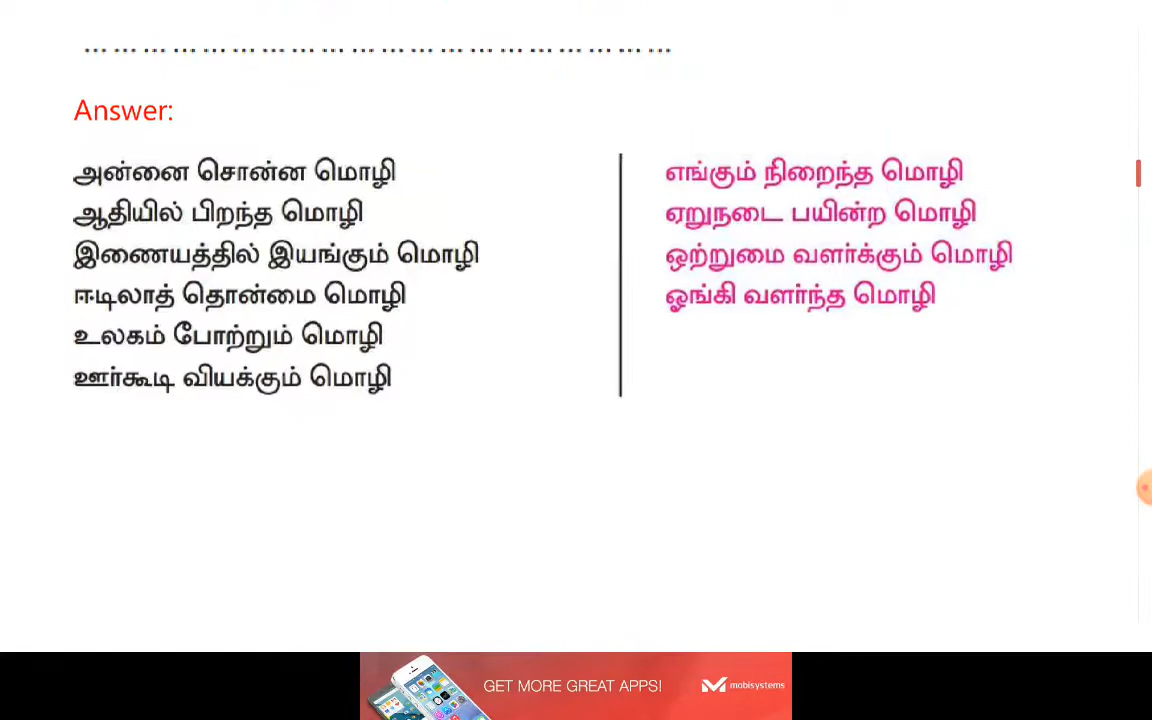 ... ... ... ... ... ... ... ... ... ... ... ... ... ... ... ... ... ... ... ...
Answer:
அன்னை சொன்ன மொழி
ஆதியில் பிறந்த மொழி
இணையத்தில் இயங்கும் மொழி
ஈடிலாத் தொன்மை மொழி
உலகம் போற்றும் மொழி
ஊர்கூடி வியக்கும் மொழி
எங்கும் நிறைந்த மொழி
ஏறுநடை பயின்ற மொழி
ஒற்றுமை வளர்க்கும் மொழி
ஓங்கி வளர்ந்த மொழி
GET MORE GREAT APPS!
mobisystems